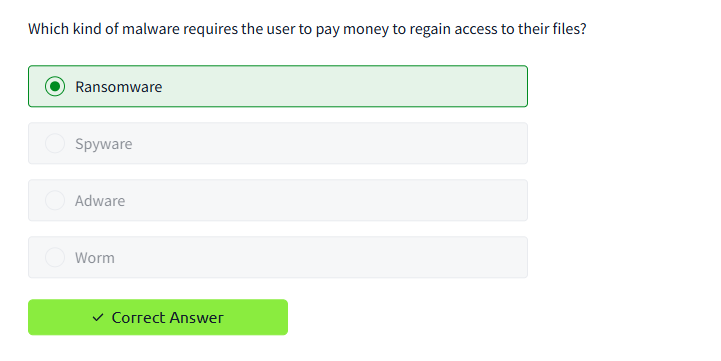 Which kind of malware requires the user to pay money to regain access to their files?
Ransomware
Spyware
Adware
Worm
✓ Correct Answer